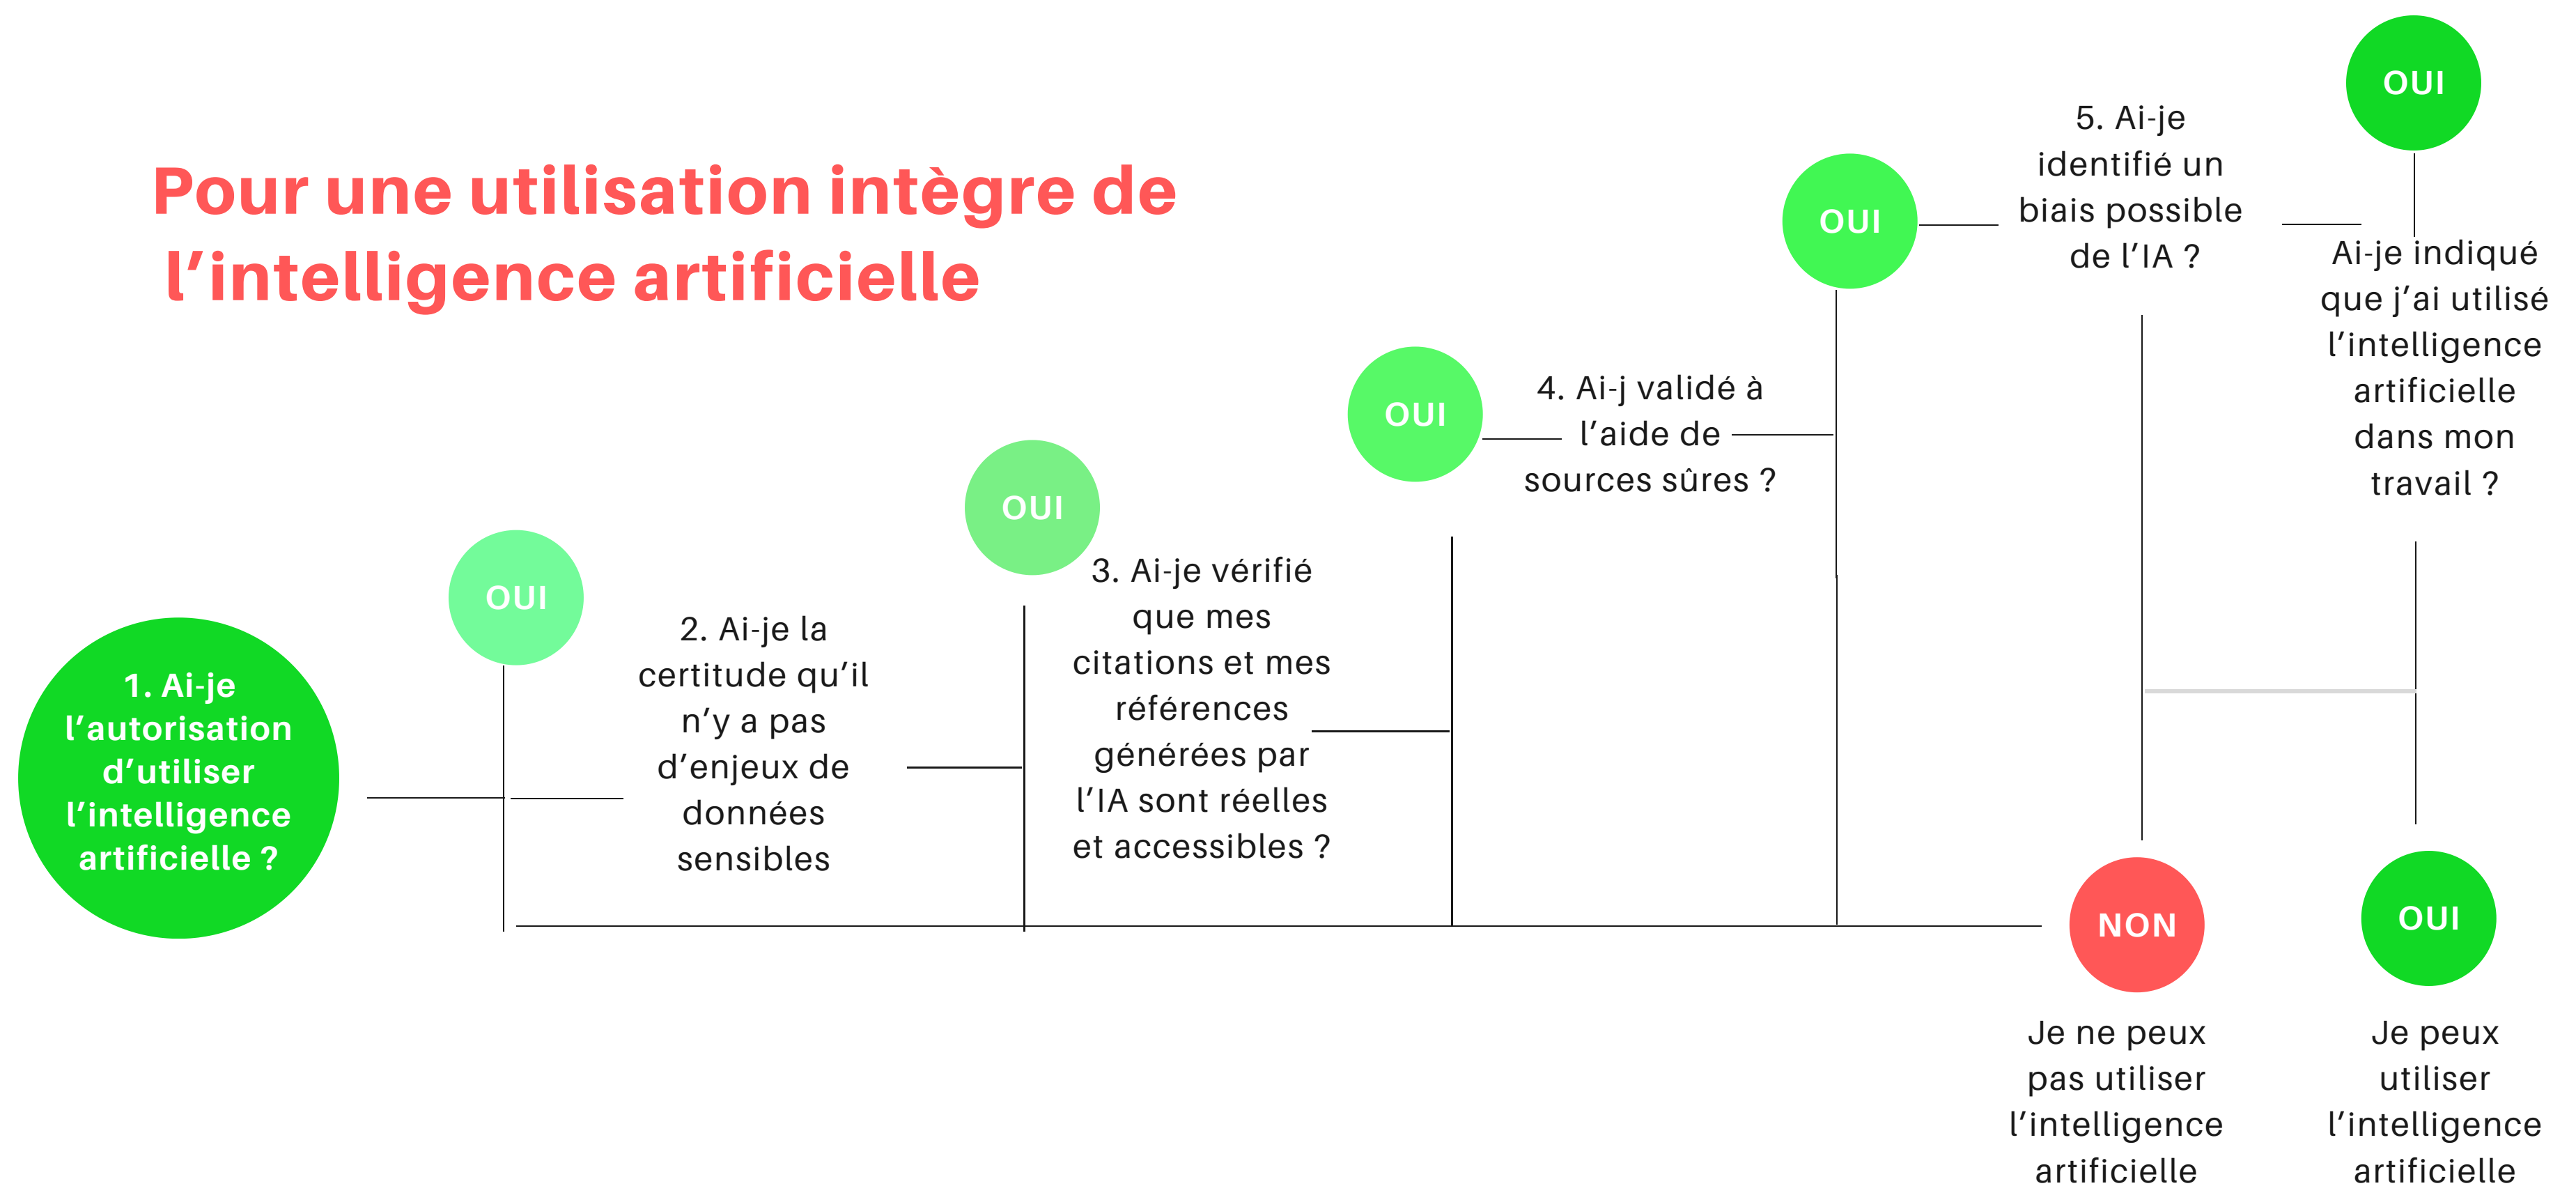 Pour une utilisation intègre de
l’intelligence artificielle
1. Ai-je
l’autorisation
d’utiliser
l’intelligence
artificielle ?
OUI
2. Ai-je la
certitude qu’il
n’y a pas
d’enjeux de
données
sensibles
OUI
3. Ai-je vérifié
que mes
citations et mes
références
générées par
l’IA sont réelles
et accessibles ?
OUI
4. Ai-j validé à
l’aide de
sources sûres ?
OUI
5. Ai-je
identifié un
biais possible
de l’IA ?
OUI
Ai-je indiqué
que j’ai utilisé
l’intelligence
artificielle
dans mon
travail ?
NON
Je ne peux
pas utiliser
l’intelligence
artificielle
OUI
Je peux
utiliser
l’intelligence
artificielle